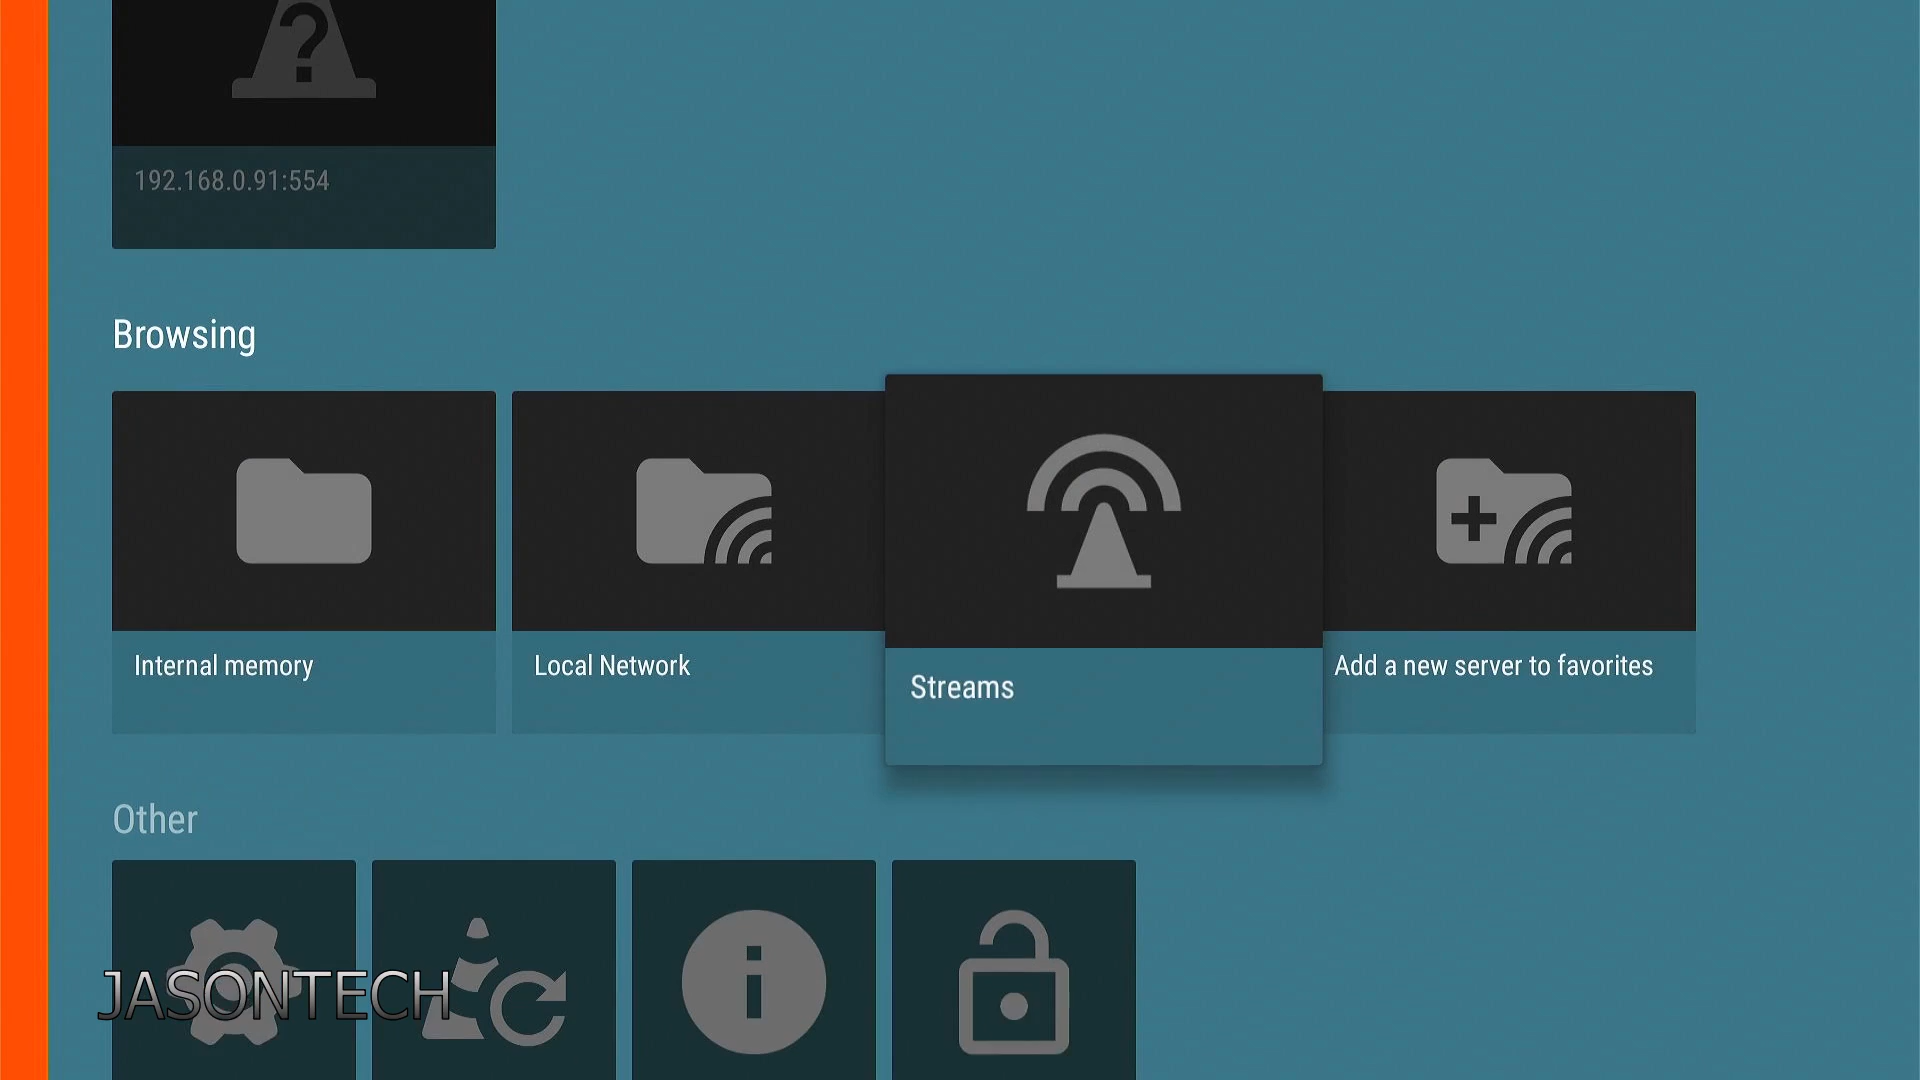 192.168.0.91:554
Browsing
Internal memory
Local Network
Streams
Add a new server to favorites
Other
JASONTECH